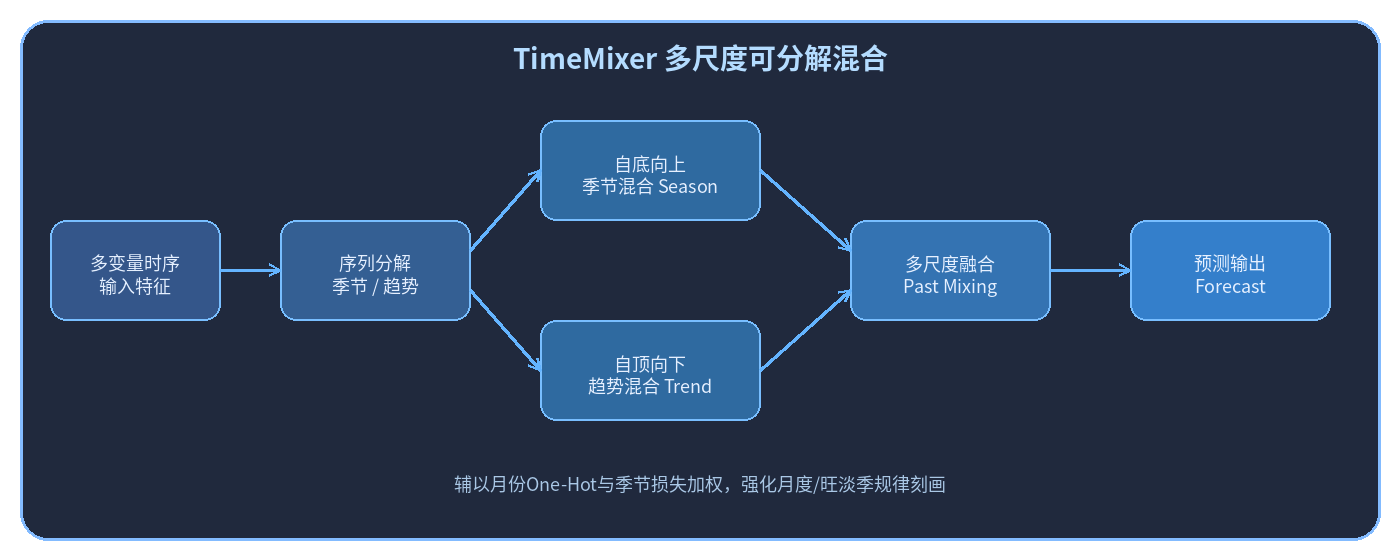 TimeMixer 多尺度可分解混合
多变量时序
输入特征
序列分解
季节 / 趋势
自底向上
季节混合 Season
自顶向下
趋势混合 Trend
多尺度融合
Past Mixing
预测输出
Forecast
辅以月份One-Hot与季节损失加权，强化月度/旺淡季规律刻画